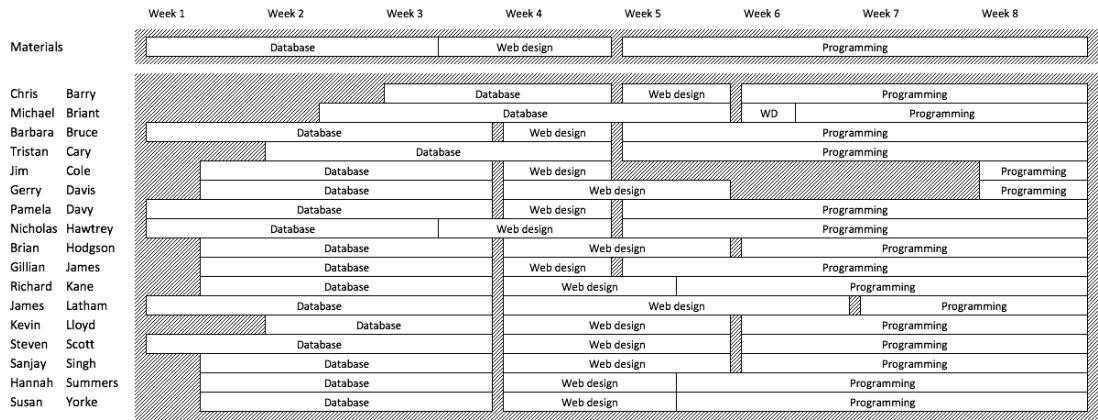 Week 1 Week 2 Week 3 Week 4 Week 5 Week 6 Week 7 Week 8
Materials Database Web design Programming
Chris Barry Database Web design Programming
Michael Briant Database WD Programming
Barbara Bruce Database Web design Programming
Tristan Cary Database Programming
Jim Cole Database Web design Programming
Gerry Davis Database Web design Programming
Pamela Davy Database Web design Programming
Nicholas Hawtrey Database Web design Programming
Brian Hodgson Database Web design Programming
Gillian James Database Web design Programming
Richard Kane Database Web design Programming
James Latham Database Web design Programming
Kevin Lloyd Database Web design Programming
Steven Scott Database Web design Programming
Sanjay Singh Database Web design Programming
Hannah Summers Database Web design Programming
Susan Yorke Database Web design Programming